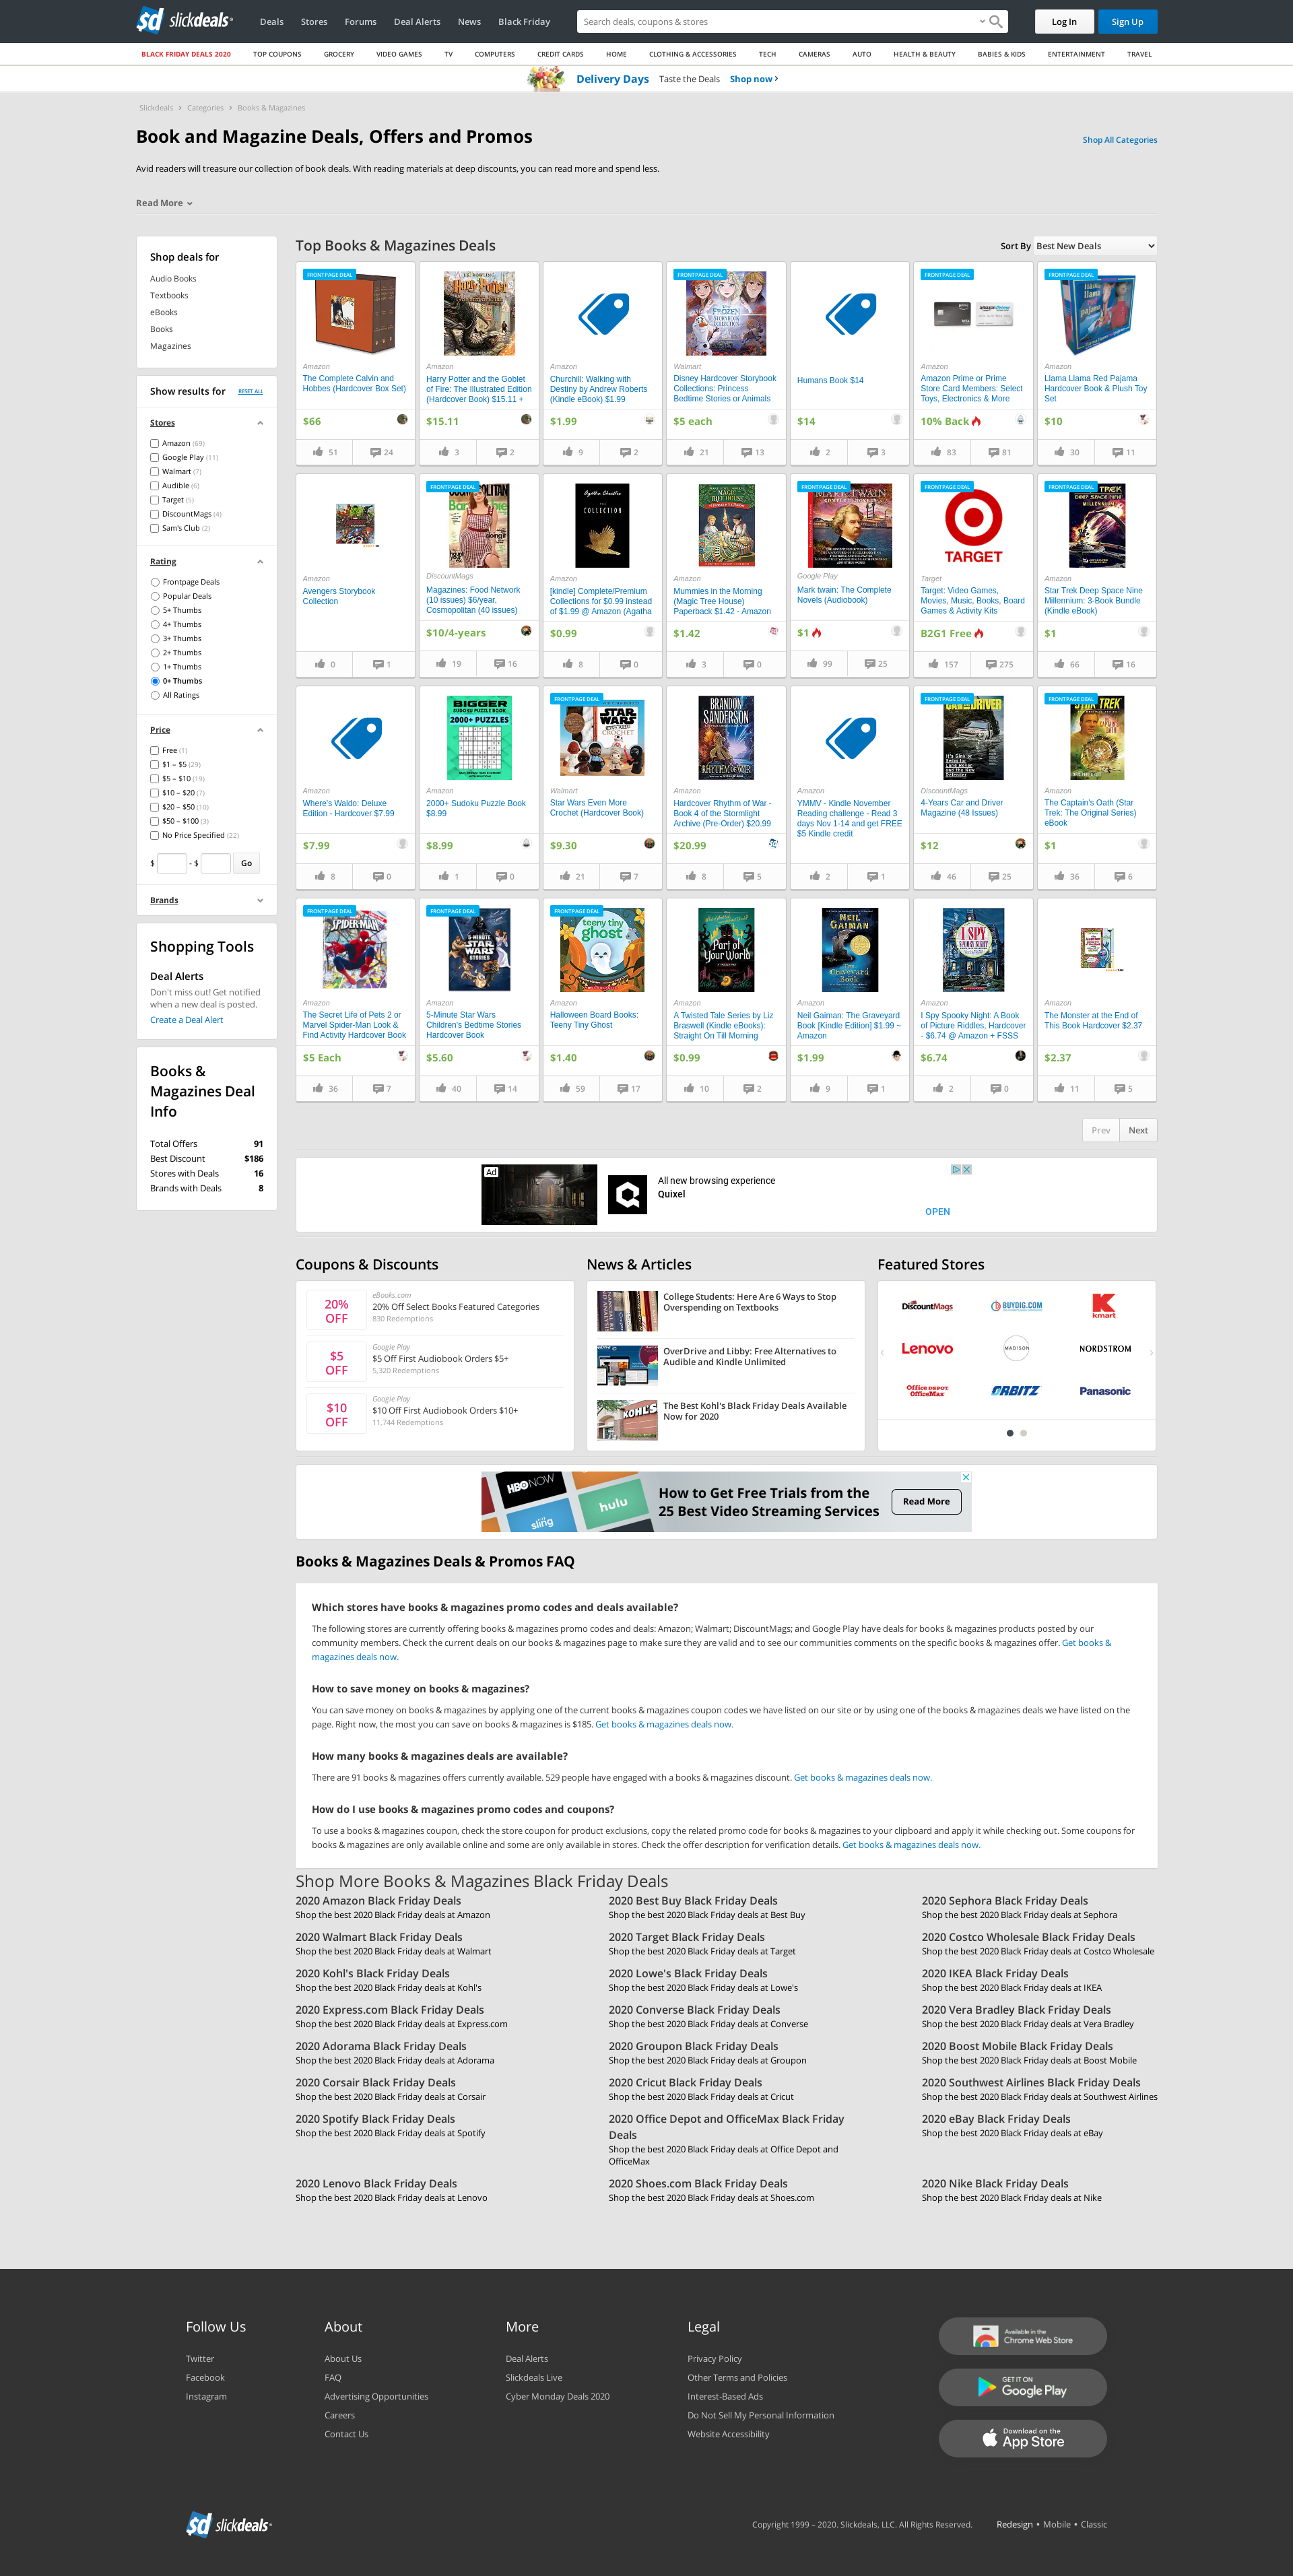 sd slickdeals
Deals
Stores
Forums
Deal Alerts
News
Black Friday
Search deals, coupons & stores
Log In
Sign Up
BLACK FRIDAY DEALS 2020
TOP COUPONS
GROCERY
VIDEO GAMES
TV
COMPUTERS
CREDIT CARDS
HOME
CLOTHING & ACCESSORIES
TECH
CAMERAS
AUTO
HEALTH & BEAUTY
BABIES & KIDS
ENTERTAINMENT
TRAVEL
Delivery Days Taste the Deals Shop now ›
Slickdeals › Categories › Books & Magazines
Book and Magazine Deals, Offers and Promos
Shop All Categories
Avid readers will treasure our collection of book deals. With reading materials at deep discounts, you can read more and spend less.
Read More
Shop deals for
Audio Books
Textbooks
eBooks
Books
Magazines
Show results for RESET ALL
Stores
Amazon (69)
Google Play (11)
Walmart (7)
Audible (6)
Target (5)
DiscountMags (4)
Sam's Club (2)
Rating
Frontpage Deals
Popular Deals
5+ Thumbs
4+ Thumbs
3+ Thumbs
2+ Thumbs
1+ Thumbs
0+ Thumbs
All Ratings
Price
Free (1)
$1 – $5 (29)
$5 – $10 (19)
$10 – $20 (7)
$20 – $50 (10)
$50 – $100 (3)
No Price Specified (22)
$ - $ Go
Brands
Shopping Tools
Deal Alerts
Don't miss out! Get notified
when a new deal is posted.
Create a Deal Alert
Books &
Magazines Deal
Info
Total Offers 91
Best Discount $186
Stores with Deals 16
Brands with Deals 8
Top Books & Magazines Deals
Sort By Best New Deals
FRONTPAGE DEAL
Amazon
The Complete Calvin and
Hobbes (Hardcover Box Set)
$66
51 24
Harry Potter
Amazon
Harry Potter and the Goblet
of Fire: The Illustrated Edition
(Hardcover Book) $15.11 +
$15.11
3 2
Amazon
Churchill: Walking with
Destiny by Andrew Roberts
(Kindle eBook) $1.99
$1.99
9 2
FRONTPAGE DEAL
FROZEN
STORYBOOK
COLLECTION
Walmart
Disney Hardcover Storybook
Collections: Princess
Bedtime Stories or Animals
$5 each
21 13
Humans Book $14
$14
2 3
FRONTPAGE DEAL
Amazon
Amazon Prime or Prime
Store Card Members: Select
Toys, Electronics & More
10% Back
83 81
FRONTPAGE DEAL
Amazon
Llama Llama Red Pajama
Hardcover Book & Plush Toy
Set
$10
30 11
Amazon
Avengers Storybook
Collection
0 1
FRONTPAGE DEAL
DiscountMags
Magazines: Food Network
(10 issues) $6/year,
Cosmopolitan (40 issues)
$10/4-years
19 16
Agatha Christie
THE
COLLECTION
Amazon
[kindle] Complete/Premium
Collections for $0.99 instead
of $1.99 @ Amazon (Agatha
$0.99
8 0
MAGIC
TREE HOUSE
Amazon
Mummies in the Morning
(Magic Tree House)
Paperback $1.42 - Amazon
$1.42
3 0
FRONTPAGE DEAL
MARK TWAIN
Google Play
Mark twain: The Complete
Novels (Audiobook)
$1
99 25
FRONTPAGE DEAL
TARGET
Target
Target: Video Games,
Movies, Music, Books, Board
Games & Activity Kits
B2G1 Free
157 275
FRONTPAGE DEAL
STAR TREK
DEEP SPACE NINE
MILLENNIUM
Amazon
Star Trek Deep Space Nine
Millennium: 3-Book Bundle
(Kindle eBook)
$1
66 16
Amazon
Where's Waldo: Deluxe
Edition - Hardcover $7.99
$7.99
8 0
BIGGER
SUDOKU PUZZLE BOOK
2000+ PUZZLES
Amazon
2000+ Sudoku Puzzle Book
$8.99
$8.99
1 0
FRONTPAGE DEAL
STAR WARS
CROCHET
Walmart
Star Wars Even More
Crochet (Hardcover Book)
$9.30
21 7
BRANDON
SANDERSON
RHYTHM OF WAR
Amazon
Hardcover Rhythm of War -
Book 4 of the Stormlight
Archive (Pre-Order) $20.99
$20.99
8 5
Amazon
YMMV - Kindle November
Reading challenge - Read 3
days Nov 1-14 and get FREE
$5 Kindle credit
2 1
FRONTPAGE DEAL
CAR AND DRIVER
DiscountMags
4-Years Car and Driver
Magazine (48 Issues)
$12
46 25
FRONTPAGE DEAL
STAR TREK
Amazon
The Captain's Oath (Star
Trek: The Original Series)
eBook
$1
36 6
FRONTPAGE DEAL
SPIDER-MAN
Amazon
The Secret Life of Pets 2 or
Marvel Spider-Man Look &
Find Activity Hardcover Book
$5 Each
36 7
FRONTPAGE DEAL
5-MINUTE
STAR WARS
STORIES
Amazon
5-Minute Star Wars
Children's Bedtime Stories
Hardcover Book
$5.60
40 14
FRONTPAGE DEAL
teeny tiny
ghost
Amazon
Halloween Board Books:
Teeny Tiny Ghost
$1.40
59 17
Part of
Your World
Amazon
A Twisted Tale Series by Liz
Braswell (Kindle eBooks):
Straight On Till Morning
$0.99
10 2
NEIL
GAIMAN
The
Graveyard
Book
Amazon
Neil Gaiman: The Graveyard
Book [Kindle Edition] $1.99 ~
Amazon
$1.99
9 1
I SPY
SPOOKY NIGHT
Amazon
I Spy Spooky Night: A Book
of Picture Riddles, Hardcover
- $6.74 @ Amazon + FSSS
$6.74
2 0
Amazon
The Monster at the End of
This Book Hardcover $2.37
$2.37
11 5
Prev Next
Ad
All new browsing experience
Quixel
OPEN
Coupons & Discounts
20%
OFF
eBooks.com
20% Off Select Books Featured Categories
830 Redemptions
$5
OFF
Google Play
$5 Off First Audiobook Orders $5+
5,320 Redemptions
$10
OFF
Google Play
$10 Off First Audiobook Orders $10+
11,744 Redemptions
News & Articles
College Students: Here Are 6 Ways to Stop
Overspending on Textbooks
OverDrive and Libby: Free Alternatives to
Audible and Kindle Unlimited
KOHL'S
The Best Kohl's Black Friday Deals Available
Now for 2020
Featured Stores
DiscountMags
BUYDIG.COM
kmart
Lenovo
MADISON
NORDSTROM
Office DEPOT
OfficeMax
ORBITZ
Panasonic
HBO NOW
hulu
sling
How to Get Free Trials from the
25 Best Video Streaming Services
Read More
Books & Magazines Deals & Promos FAQ
Which stores have books & magazines promo codes and deals available?
The following stores are currently offering books & magazines promo codes and deals: Amazon; Walmart; DiscountMags; and Google Play have deals for books & magazines products posted by our
community members. Check the current deals on our books & magazines page to make sure they are valid and to see our communities comments on the specific books & magazines offer. Get books &
magazines deals now.
How to save money on books & magazines?
You can save money on books & magazines by applying one of the current books & magazines coupon codes we have listed on our site or by using one of the books & magazines deals we have listed on the
page. Right now, the most you can save on books & magazines is $185. Get books & magazines deals now.
How many books & magazines deals are available?
There are 91 books & magazines offers currently available. 529 people have engaged with a books & magazines discount. Get books & magazines deals now.
How do I use books & magazines promo codes and coupons?
To use a books & magazines coupon, check the store coupon for product exclusions, copy the related promo code for books & magazines to your clipboard and apply it while checking out. Some coupons for
books & magazines are only available online and some are only available in stores. Check the offer description for verification details. Get books & magazines deals now.
Shop More Books & Magazines Black Friday Deals
2020 Amazon Black Friday Deals
Shop the best 2020 Black Friday deals at Amazon
2020 Best Buy Black Friday Deals
Shop the best 2020 Black Friday deals at Best Buy
2020 Sephora Black Friday Deals
Shop the best 2020 Black Friday deals at Sephora
2020 Walmart Black Friday Deals
Shop the best 2020 Black Friday deals at Walmart
2020 Target Black Friday Deals
Shop the best 2020 Black Friday deals at Target
2020 Costco Wholesale Black Friday Deals
Shop the best 2020 Black Friday deals at Costco Wholesale
2020 Kohl's Black Friday Deals
Shop the best 2020 Black Friday deals at Kohl's
2020 Lowe's Black Friday Deals
Shop the best 2020 Black Friday deals at Lowe's
2020 IKEA Black Friday Deals
Shop the best 2020 Black Friday deals at IKEA
2020 Express.com Black Friday Deals
Shop the best 2020 Black Friday deals at Express.com
2020 Converse Black Friday Deals
Shop the best 2020 Black Friday deals at Converse
2020 Vera Bradley Black Friday Deals
Shop the best 2020 Black Friday deals at Vera Bradley
2020 Adorama Black Friday Deals
Shop the best 2020 Black Friday deals at Adorama
2020 Groupon Black Friday Deals
Shop the best 2020 Black Friday deals at Groupon
2020 Boost Mobile Black Friday Deals
Shop the best 2020 Black Friday deals at Boost Mobile
2020 Corsair Black Friday Deals
Shop the best 2020 Black Friday deals at Corsair
2020 Cricut Black Friday Deals
Shop the best 2020 Black Friday deals at Cricut
2020 Southwest Airlines Black Friday Deals
Shop the best 2020 Black Friday deals at Southwest Airlines
2020 Spotify Black Friday Deals
Shop the best 2020 Black Friday deals at Spotify
2020 Office Depot and OfficeMax Black Friday
Deals
Shop the best 2020 Black Friday deals at Office Depot and
OfficeMax
2020 eBay Black Friday Deals
Shop the best 2020 Black Friday deals at eBay
2020 Lenovo Black Friday Deals
Shop the best 2020 Black Friday deals at Lenovo
2020 Shoes.com Black Friday Deals
Shop the best 2020 Black Friday deals at Shoes.com
2020 Nike Black Friday Deals
Shop the best 2020 Black Friday deals at Nike
Follow Us
Twitter
Facebook
Instagram
About
About Us
FAQ
Advertising Opportunities
Careers
Contact Us
More
Deal Alerts
Slickdeals Live
Cyber Monday Deals 2020
Legal
Privacy Policy
Other Terms and Policies
Interest-Based Ads
Do Not Sell My Personal Information
Website Accessibility
Available in the
Chrome Web Store
GET IT ON
Google Play
Download on the
App Store
sd slickdeals
Copyright 1999 – 2020. Slickdeals, LLC. All Rights Reserved.
Redesign • Mobile • Classic